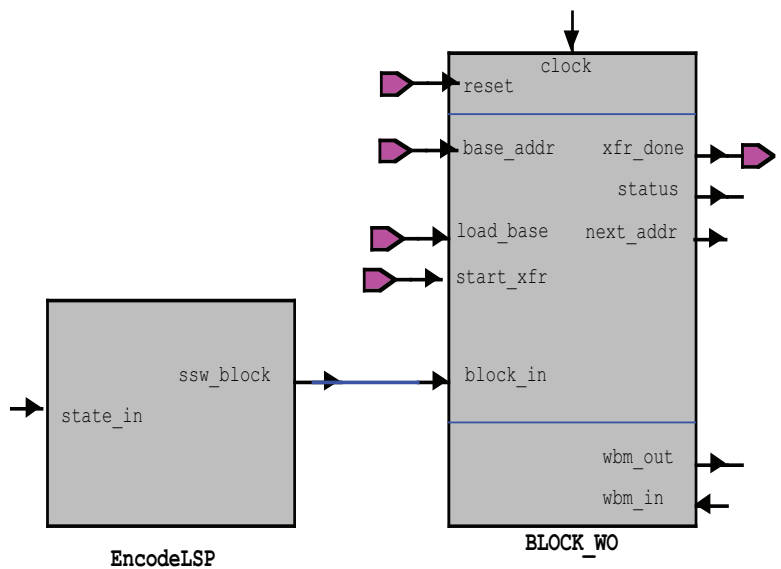 clock
reset
base_addr
xfr_done
status
load_base
next_addr
start_xfr
ssw_block
block_in
state_in
wbm_out
wbm_in
EncodeLSP
BLOCK_WO